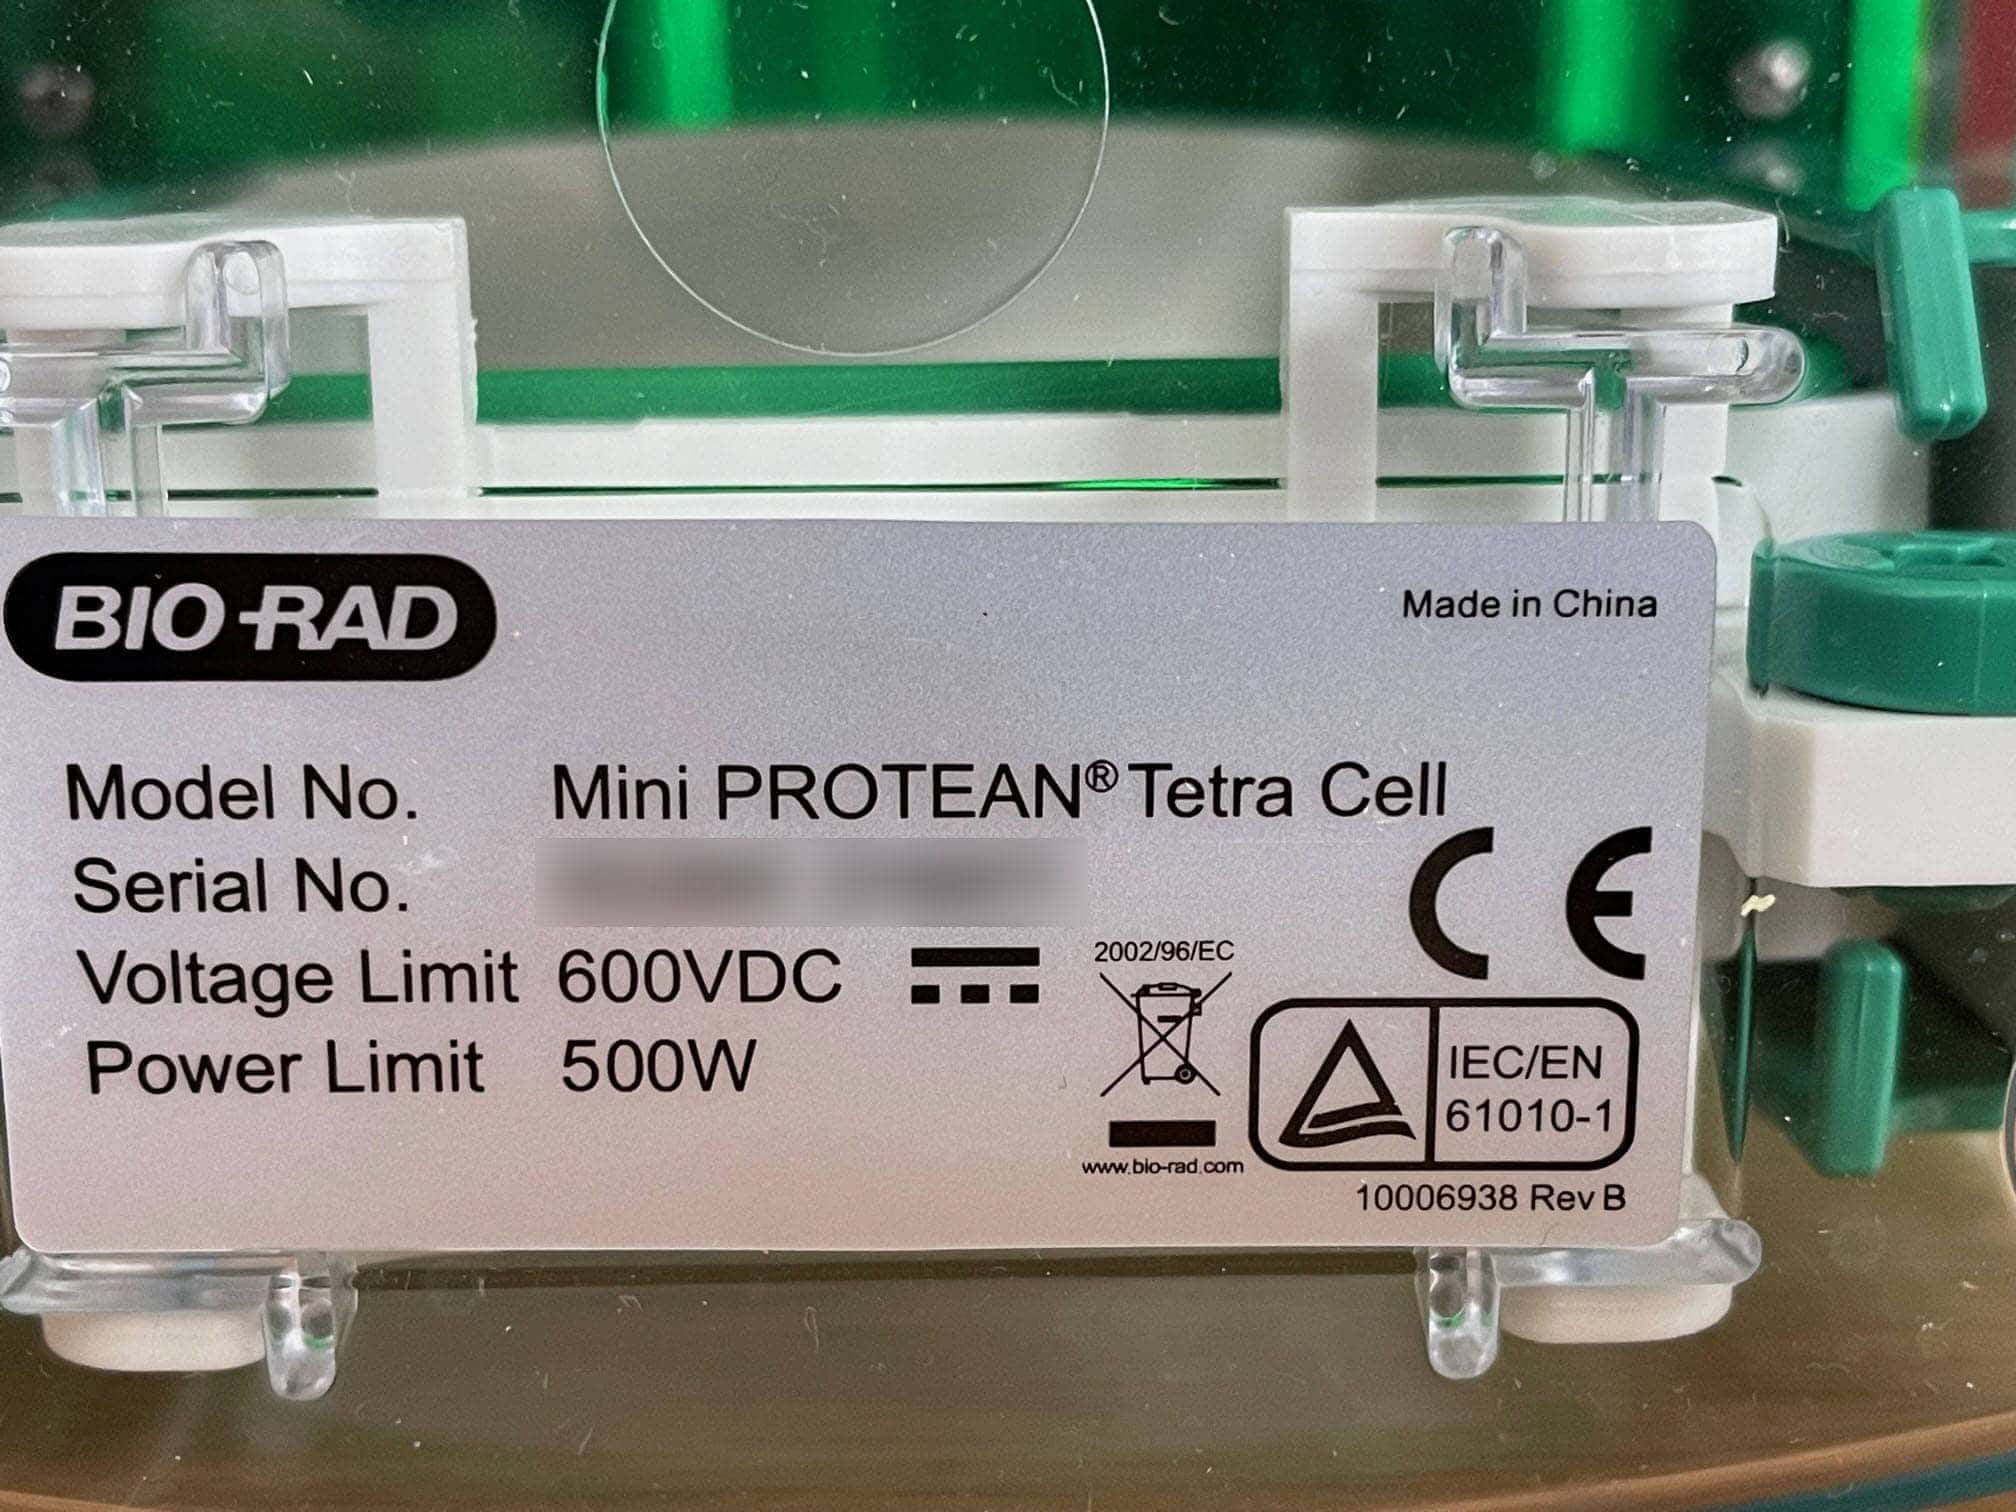 BIO-RAD
Made in China
Model No. Mini PROTEAN® Tetra Cell
Serial No.
Voltage Limit 600VDC
Power Limit 500W
2002/96/EC
CE
IEC/EN
61010-1
www.bio-rad.com
10006938 Rev B